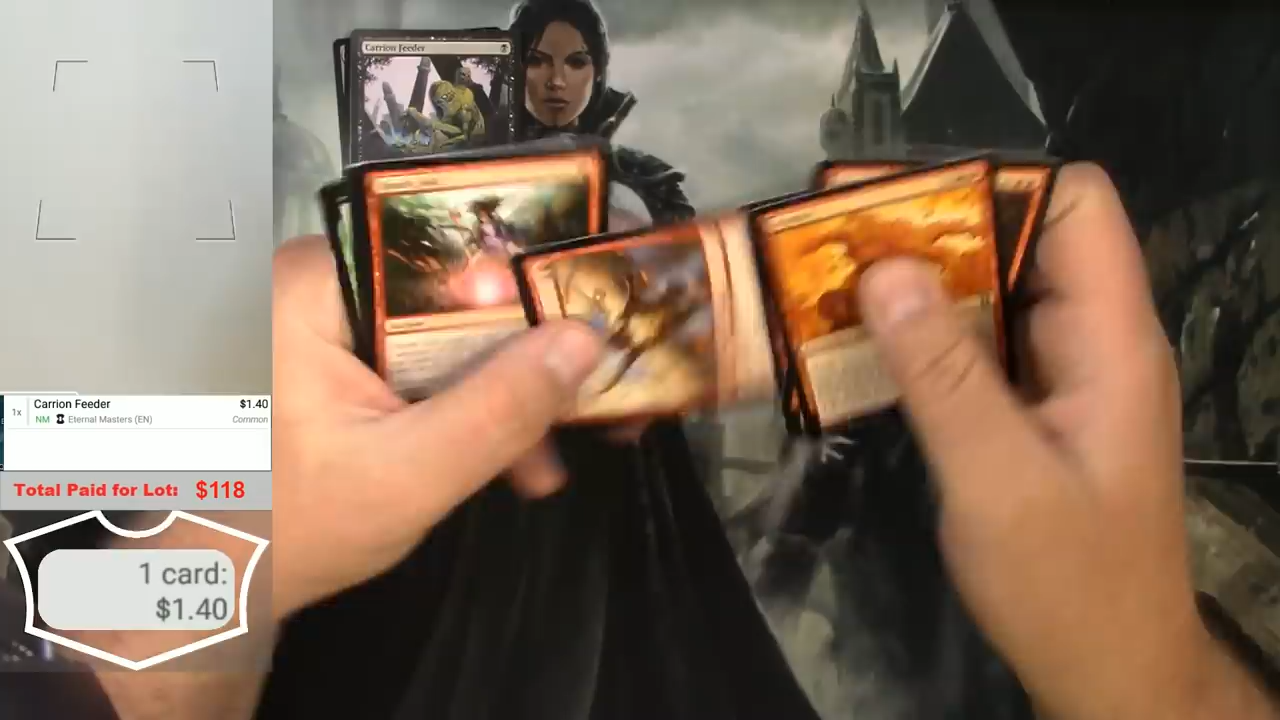 Carrion Feeder
1x Carrion Feeder $1.40
NM Eternal Masters (EN) Common
Total Paid for Lot: $118
1 card:
$1.40